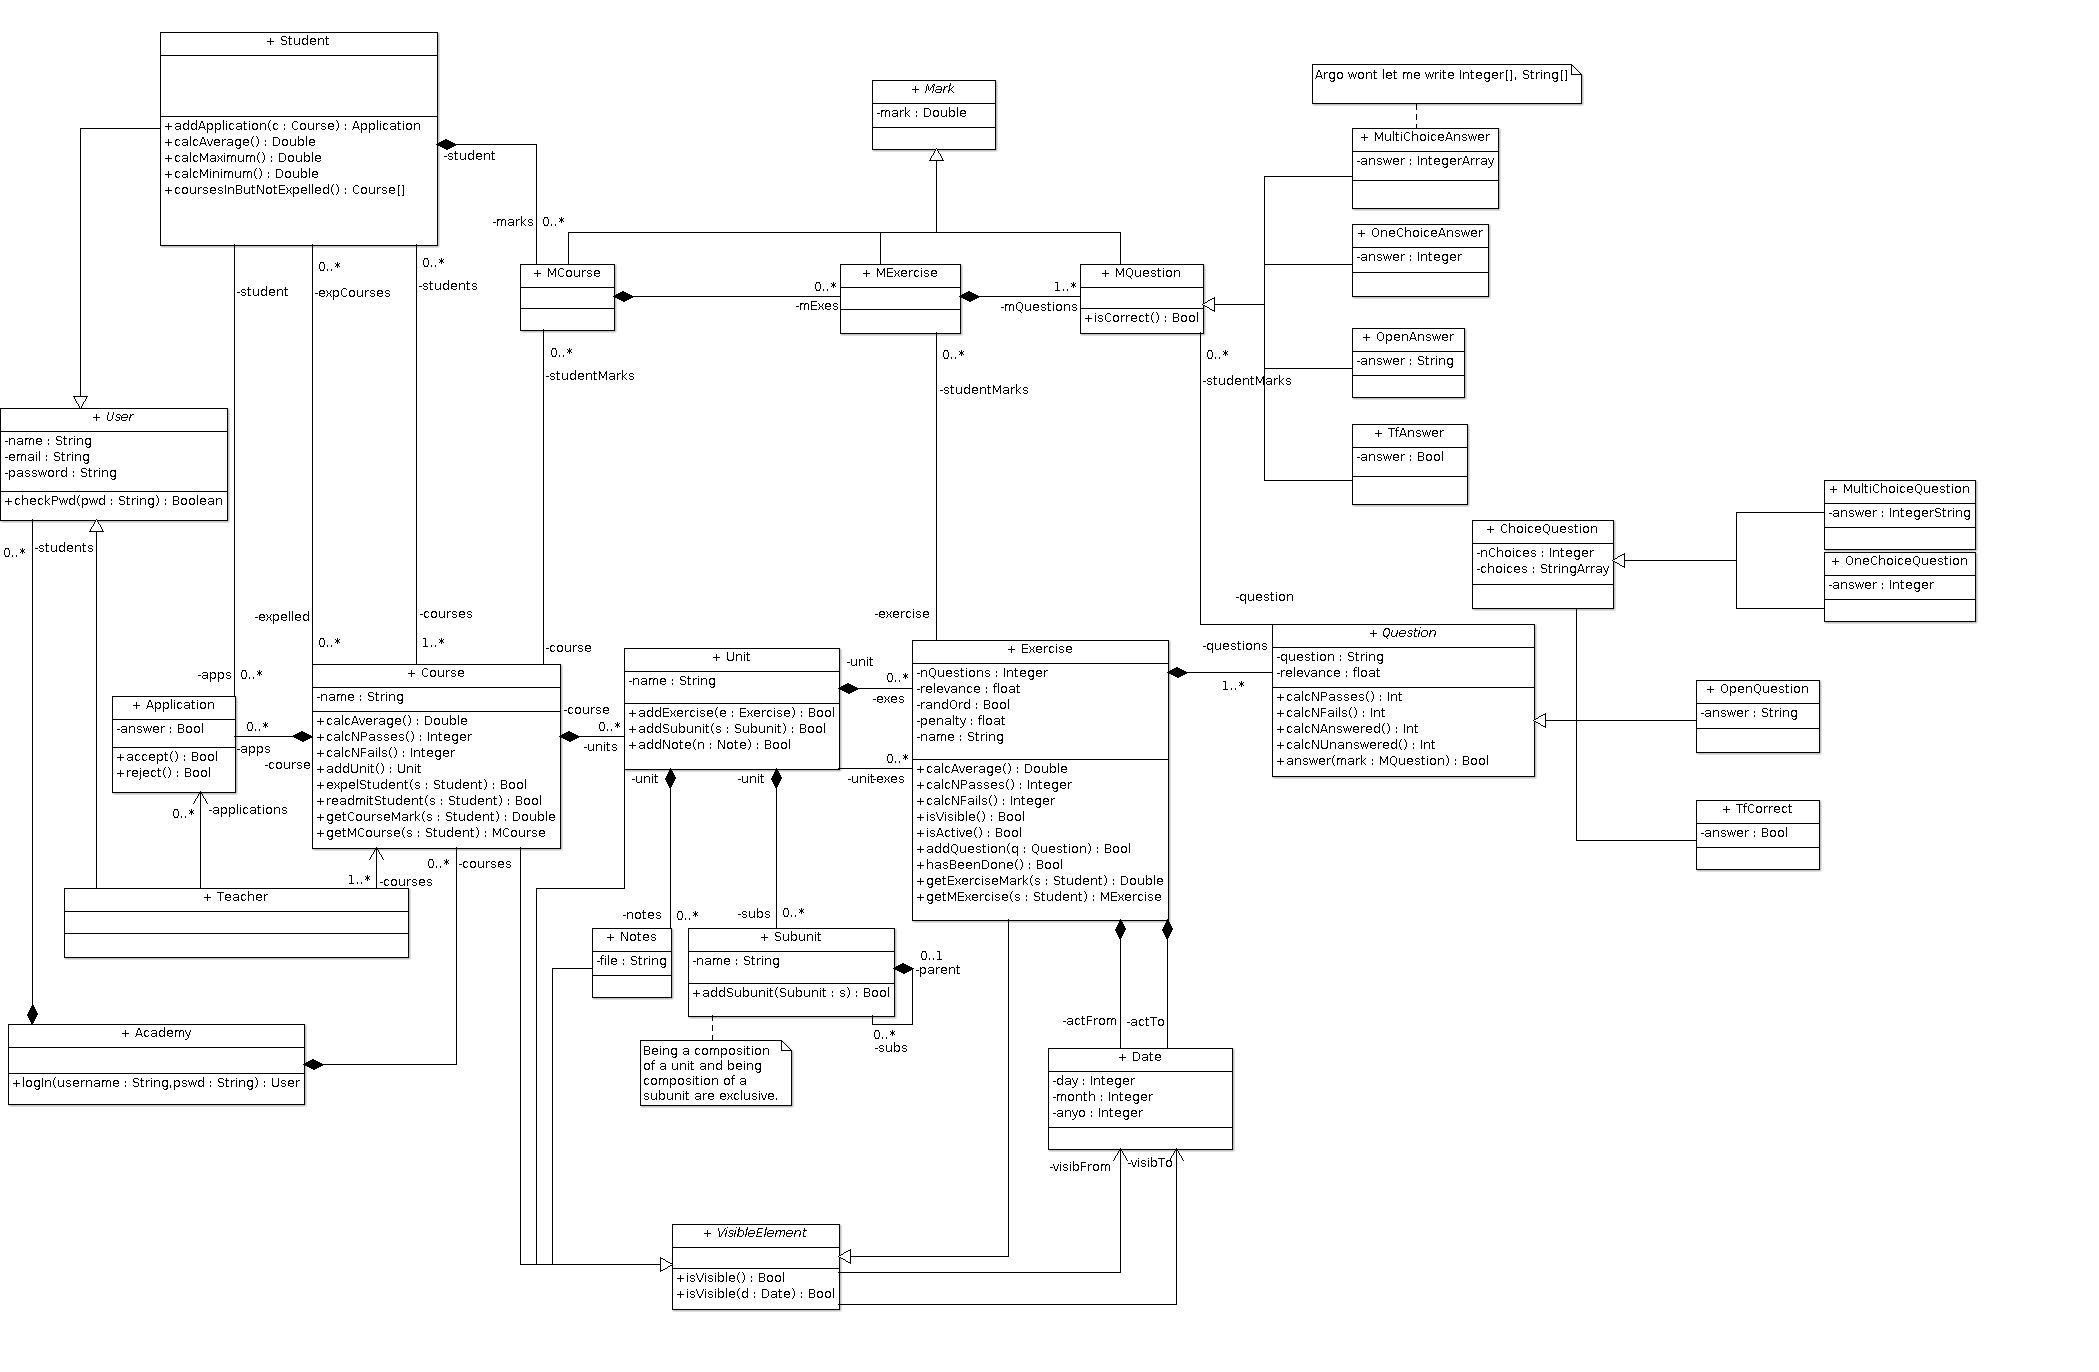 + Student
+addApplication(c : Course) : Application
+calcAverage() : Double
+calcMaximum() : Double
+calcMinimum() : Double
+coursesInButNotExpelled() : Course[]
-student
-marks 0..*
+ Mark
-mark : Double
Argo wont let me write Integer[], String[]
+ MultiChoiceAnswer
-answer : IntegerArray
+ OneChoiceAnswer
-answer : Integer
+ OpenAnswer
-answer : String
+ TfAnswer
-answer : Bool
+ MCourse
0..*
-mExes
+ MExercise
1..*
-mQuestions
+ MQuestion
+isCorrect() : Bool
-student
0..*
-expCourses
0..*
-students
0..*
-studentMarks
0..*
-studentMarks
0..*
-studentMarks
+ User
-name : String
-email : String
-password : String
+checkPwd(pwd : String) : Boolean
0..*
-students
-expelled
0..*
-courses
1..*
-course
-exercise
-question
+ MultiChoiceQuestion
-answer : IntegerString
+ OneChoiceQuestion
-answer : Integer
+ ChoiceQuestion
-nChoices : Integer
-choices : StringArray
-apps 0..*
+ Application
-answer : Bool
+accept() : Bool
+reject() : Bool
0..*
-apps
-course
+ Course
-name : String
+calcAverage() : Double
+calcNPasses() : Integer
+calcNFails() : Integer
+addUnit() : Unit
+expelStudent(s : Student) : Bool
+readmitStudent(s : Student) : Bool
+getCourseMark(s : Student) : Double
+getMCourse(s : Student) : MCourse
-course
0..*
-units
+ Unit
-name : String
+addExercise(e : Exercise) : Bool
+addSubunit(s : Subunit) : Bool
+addNote(n : Note) : Bool
-unit
0..*
-exes
0..*
-unit
-exes
-unit
-unit
+ Exercise
-nQuestions : Integer
-relevance : float
-randOrd : Bool
-penalty : float
-name : String
+calcAverage() : Double
+calcNPasses() : Integer
+calcNFails() : Integer
+isVisible() : Bool
+isActive() : Bool
+addQuestion(q : Question) : Bool
+hasBeenDone() : Bool
+getExerciseMark(s : Student) : Double
+getMExercise(s : Student) : MExercise
-questions
1..*
+ Question
-question : String
-relevance : float
+calcNPasses() : Int
+calcNFails() : Int
+calcNAnswered() : Int
+calcNUnanswered() : Int
+answer(mark : MQuestion) : Bool
+ OpenQuestion
-answer : String
+ TfCorrect
-answer : Bool
0..*
-applications
1..*
-courses
0..*
-courses
+ Teacher
-notes 0..*
-subs 0..*
+ Notes
-file : String
+ Subunit
-name : String
+addSubunit(Subunit : s) : Bool
0..1
-parent
0..*
-subs
Being a composition
of a unit and being
composition of a
subunit are exclusive.
+ Academy
+logIn(username : String,pswd : String) : User
-actFrom
-actTo
+ Date
-day : Integer
-month : Integer
-anyo : Integer
-visibFrom
-visibTo
+ VisibleElement
+isVisible() : Bool
+isVisible(d : Date) : Bool